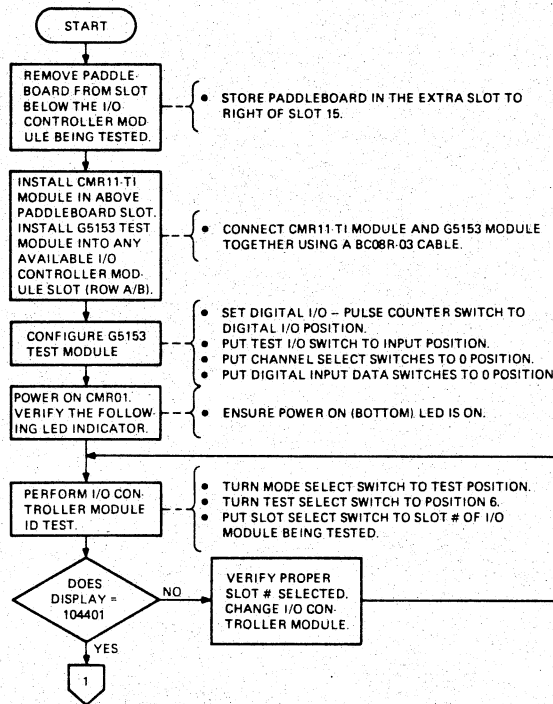 START
REMOVE PADDLE-
BOARD FROM SLOT
BELOW THE I/O
CONTROLLER MOD-
ULE BEING TESTED.
• STORE PADDLEBOARD IN THE EXTRA SLOT TO
RIGHT OF SLOT 15.
INSTALL CMR11-TI
MODULE IN ABOVE
PADDLEBOARD SLOT.
INSTALL G5153 TEST
MODULE INTO ANY
AVAILABLE I/O
CONTROLLER MOD-
ULE SLOT (ROW A/B).
• CONNECT CMR11-TI MODULE AND G5153 MODULE
TOGETHER USING A BC08R-03 CABLE.
CONFIGURE G5153
TEST MODULE
• SET DIGITAL I/O – PULSE COUNTER SWITCH TO
DIGITAL I/O POSITION.
• PUT TEST I/O SWITCH TO INPUT POSITION.
• PUT CHANNEL SELECT SWITCHES TO 0 POSITION.
• PUT DIGITAL INPUT DATA SWITCHES TO 0 POSITION
POWER ON CMR01.
VERIFY THE FOLLOW-
ING LED INDICATOR.
• ENSURE POWER ON (BOTTOM) LED IS ON.
PERFORM I/O CON-
TROLLER MODULE
ID TEST.
• TURN MODE SELECT SWITCH TO TEST POSITION.
• TURN TEST SELECT SWITCH TO POSITION 6.
• PUT SLOT SELECT SWITCH TO SLOT # OF I/O
MODULE BEING TESTED.
DOES
DISPLAY =
104401
NO
VERIFY PROPER
SLOT # SELECTED.
CHANGE I/O CON-
TROLLER MODULE.
YES
1